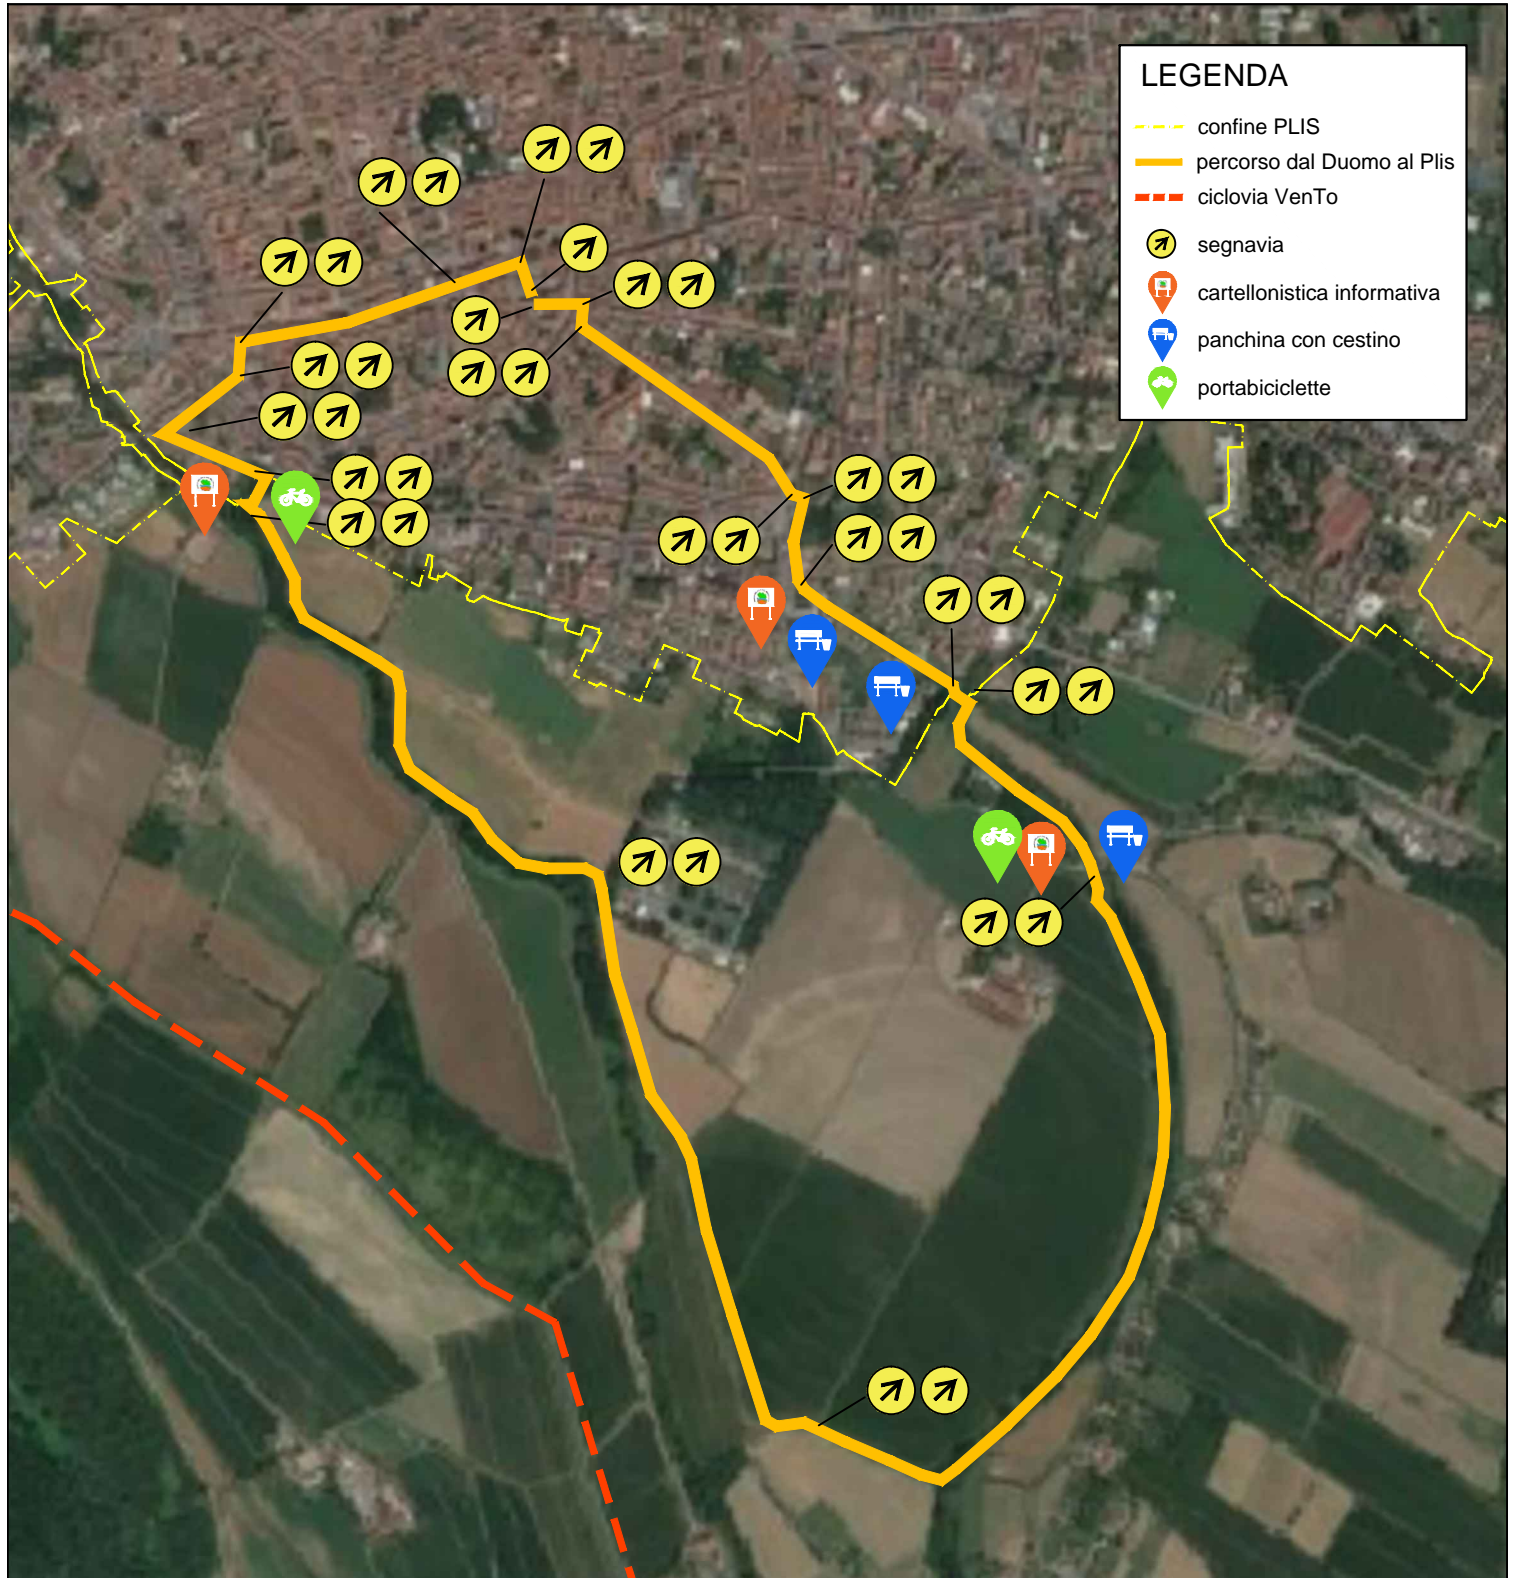 LEGENDA
confine PLIS
percorso dal Duomo al Plis
ciclovia VenTo
segnavia
cartellonistica informativa
panchina con cestino
portabiciclette